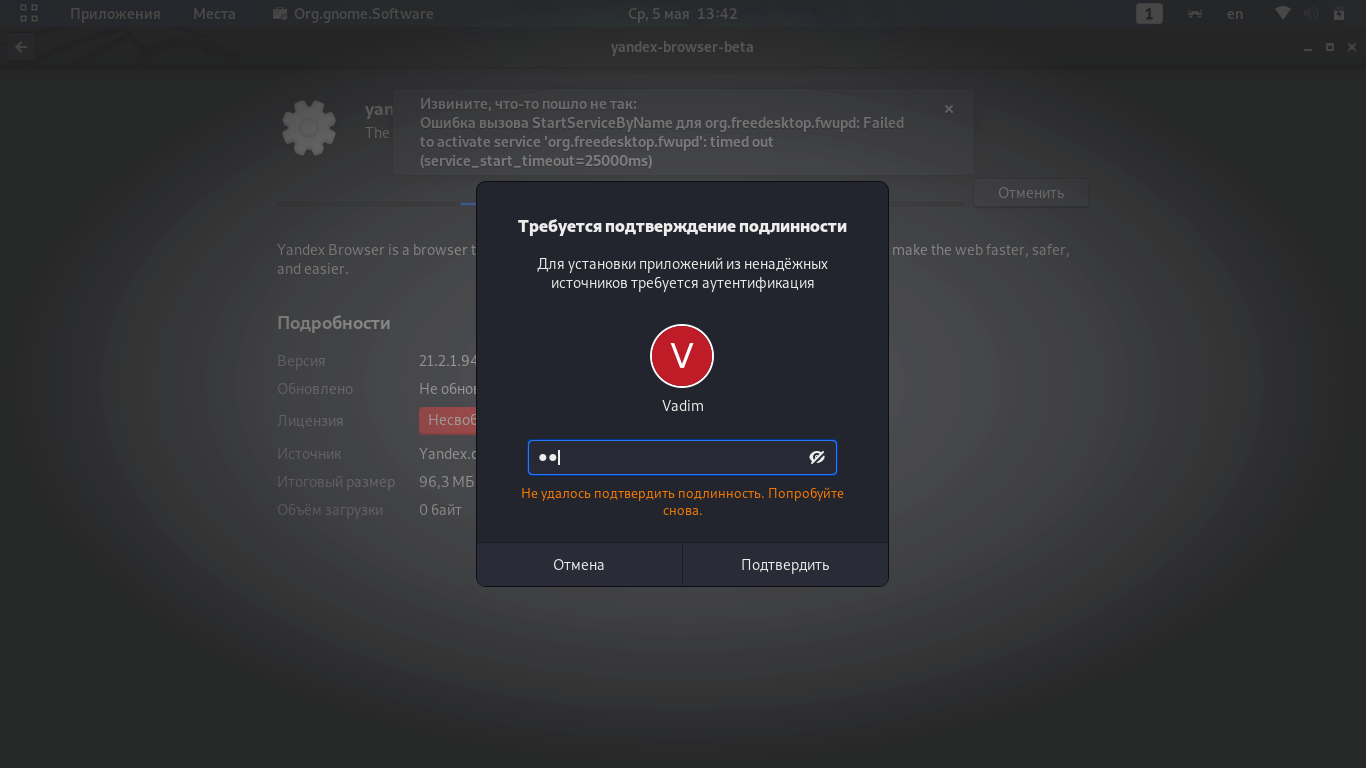 Приложения Места Org.gnome.Software Ср, 5 мая 13:42 1 en
yandex-browser-beta
yan
The
Извините, что-то пошло не так:
Ошибка вызова StartServiceByName для org.freedesktop.fwupd: Failed
to activate service 'org.freedesktop.fwupd': timed out
(service_start_timeout=25000ms)
Отменить
Yandex Browser is a browser t make the web faster, safer,
and easier.
Подробности
Версия 21.2.1.94
Обновлено Не обнов
Лицензия Несвоб
Источник Yandex.
Итоговый размер 96,3 МБ
Объём загрузки 0 байт
Требуется подтверждение подлинности
Для установки приложений из ненадёжных
источников требуется аутентификация
V
Vadim
Не удалось подтвердить подлинность. Попробуйте
снова.
Отмена Подтвердить